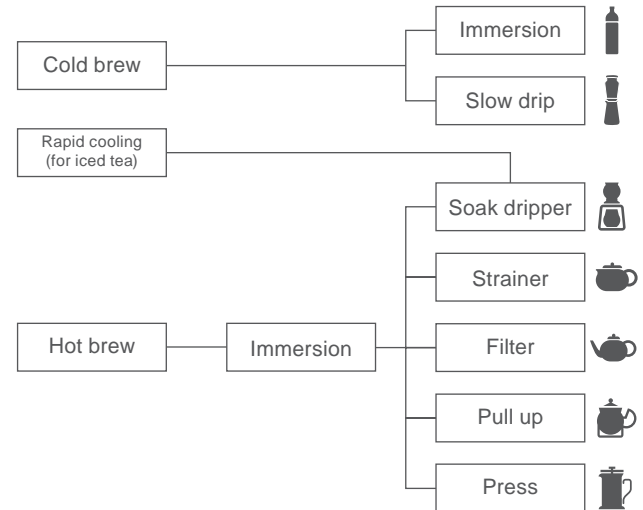 Immersion
Cold brew
Slow drip
Rapid cooling
(for iced tea)
Soak dripper
Strainer
Hot brew
Immersion
Filter
Pull up
Press